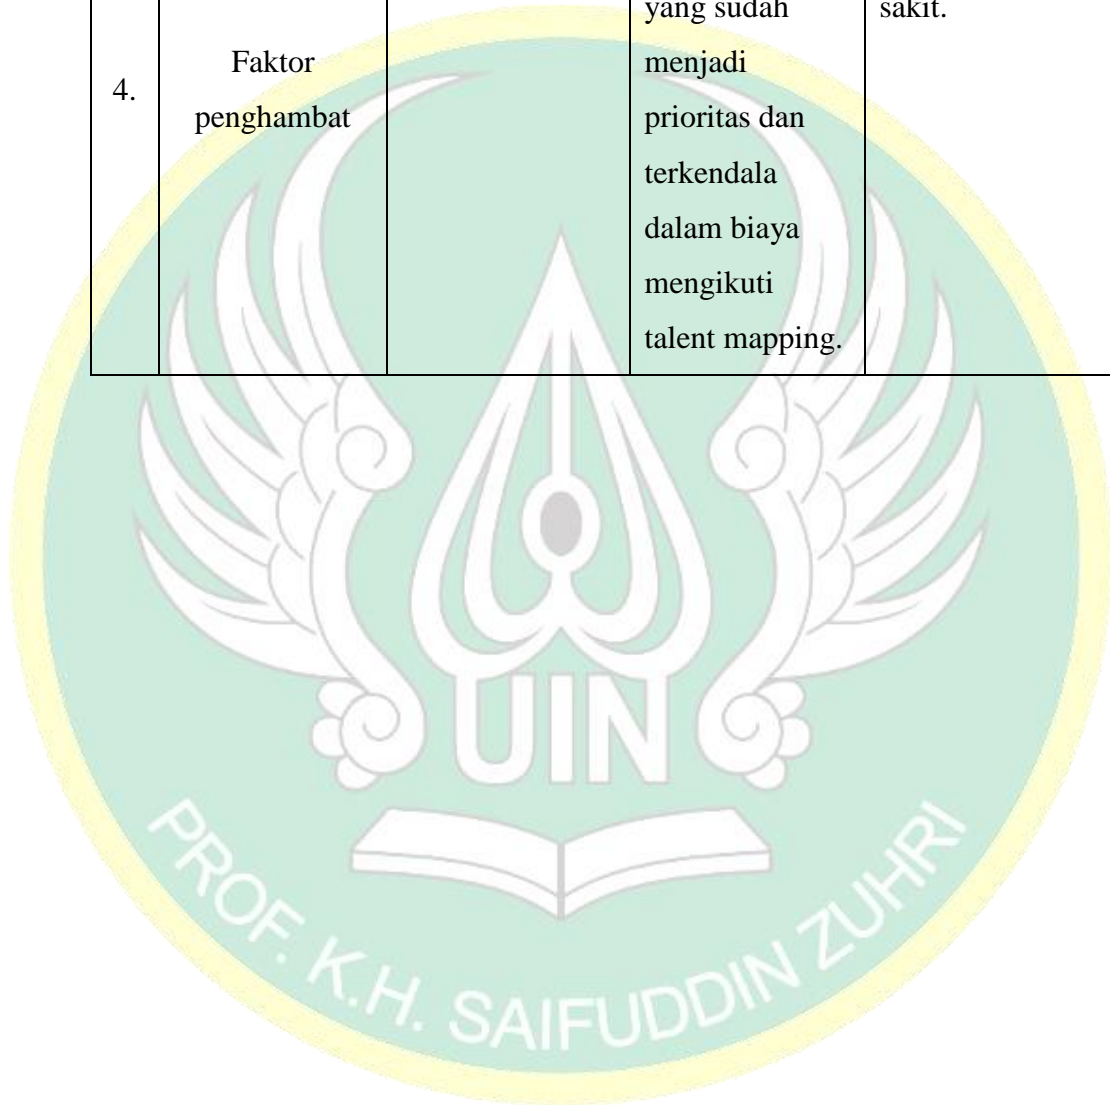 yang sudah
sakit.
4.
Faktor
penghambat
menjadi
prioritas dan
terkendala
dalam biaya
mengikuti
talent mapping.
UIN
PROF. K.H. SAIFUDDIN ZUHRI